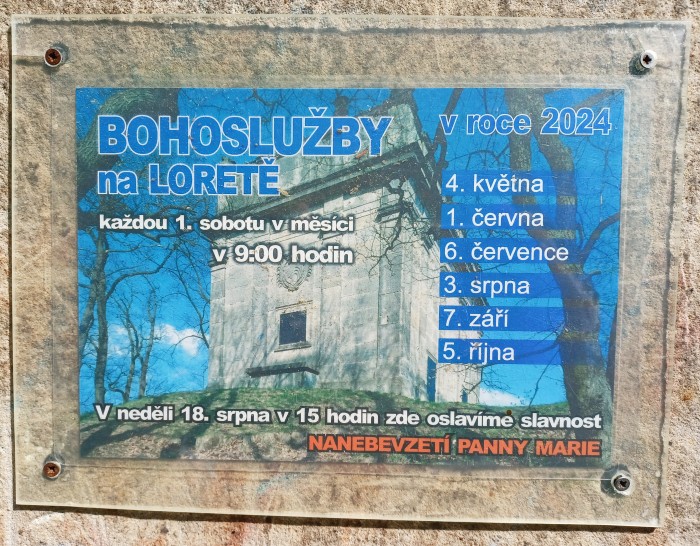 BOHOSLUŽBY
na LORETĚ
každou 1. sobotu v měsíci
v 9:00 hodin
v roce 2024
4. května
1. června
6. července
3. srpna
7. září
5. října
V neděli 18. srpna v 15 hodin zde oslavíme slavnost
NANEBEVZETÍ PANNY MARIE